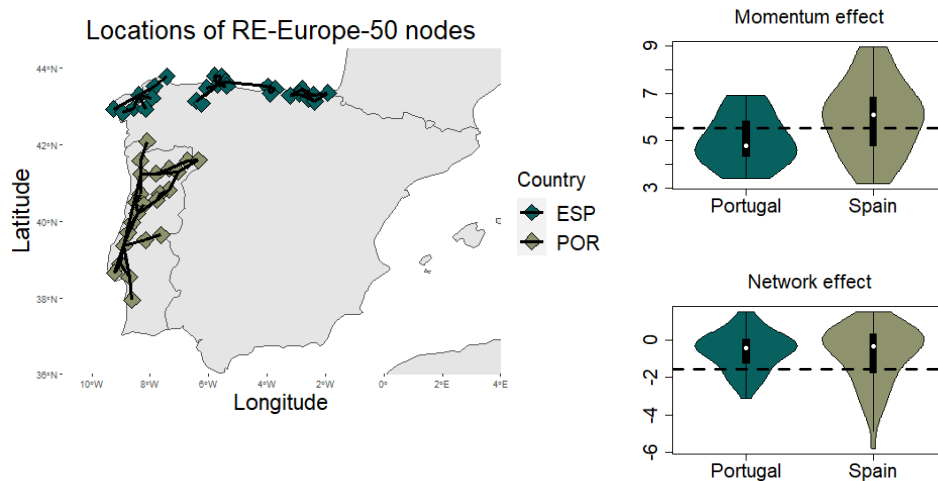 Locations of RE-Europe-50 nodes
44°N
42°N
40°N
38°N
36°N
Latitude
10°W 8°W 6°W 4°W 2°W 0° 2°E 4°E
Longitude
Country
ESP
POR
Momentum effect
9
7
5
3
Portugal Spain
Network effect
0
-2
-4
-6
Portugal Spain